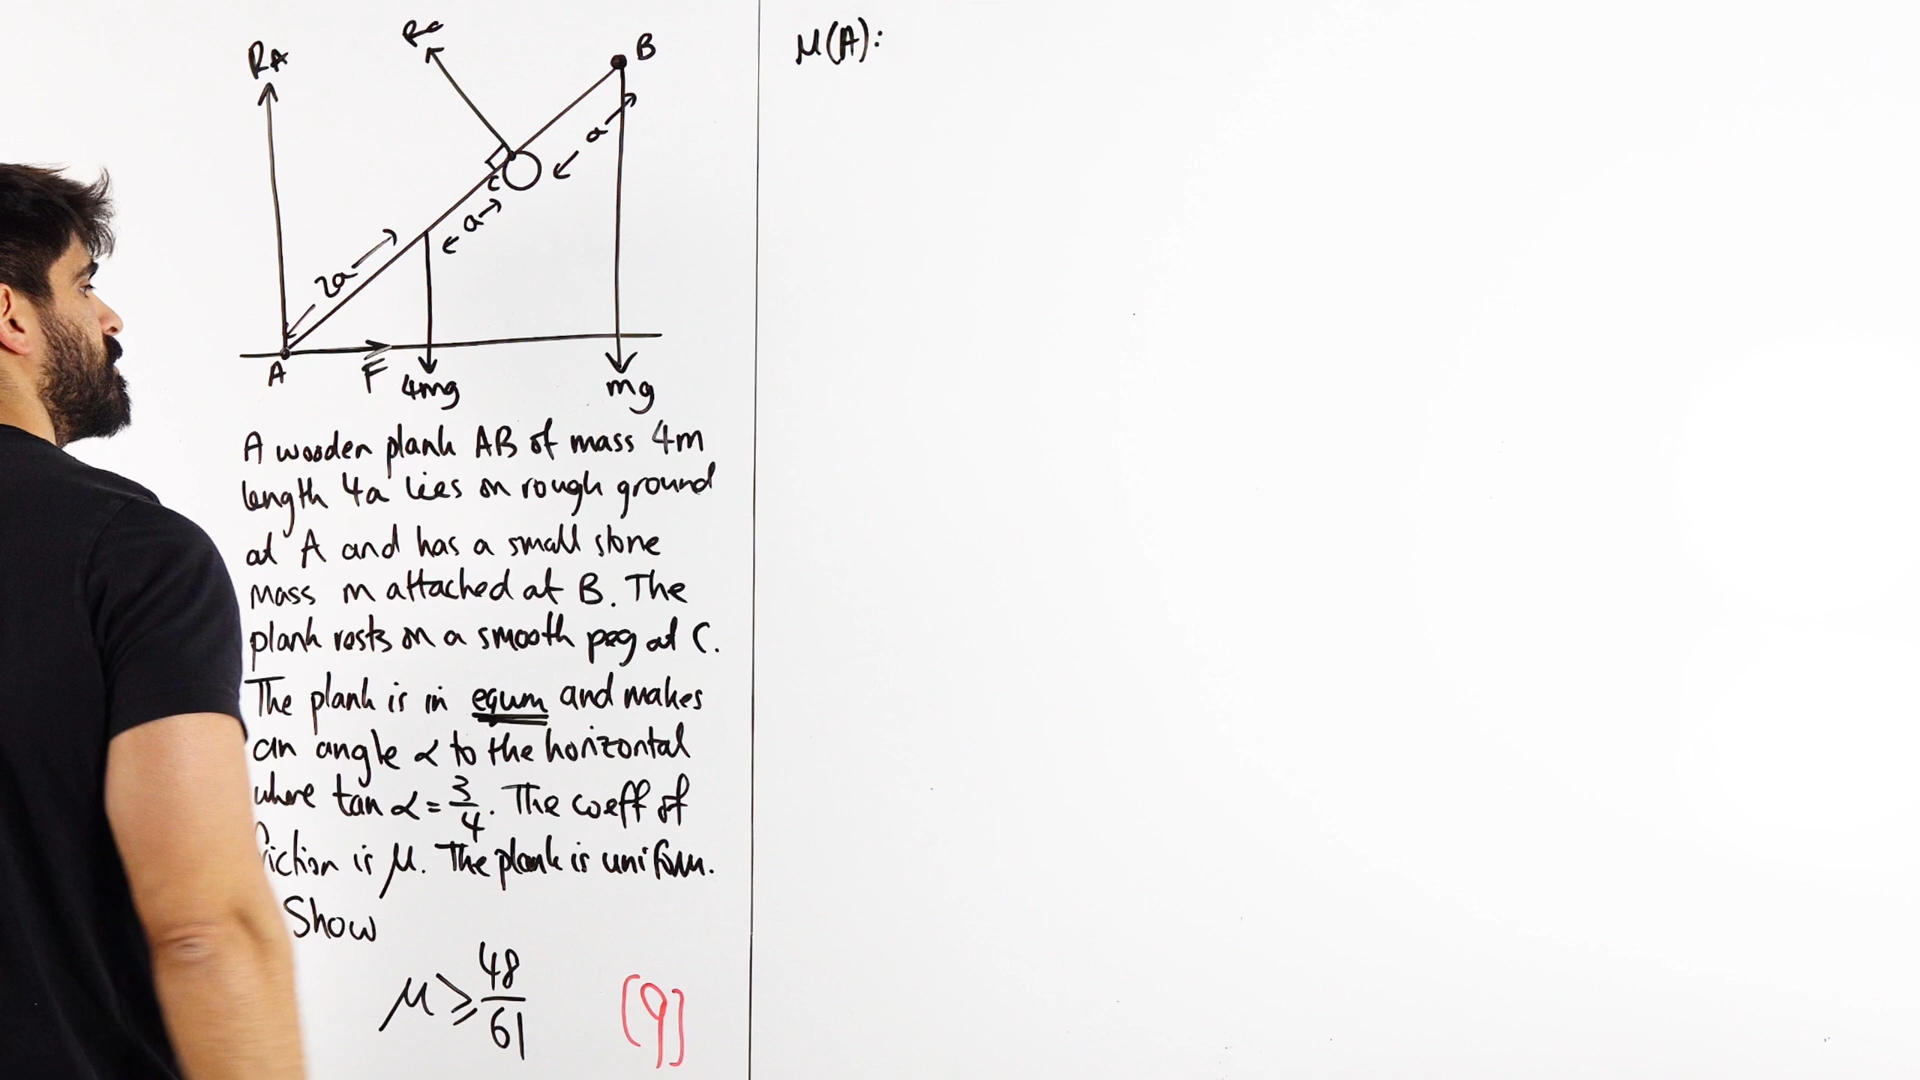 RA
Rc
B
a
C
a
2a
A
F
4mg
mg
A wooden plank AB of mass 4m
length 4a lies on rough ground
at A and has a small stone
mass m attached at B. The
plank rests on a smooth peg at C.
The plank is in equm and makes
an angle α to the horizontal
where tan α = 3/4. The coeff of
friction is μ. The plank is uniform.
Show
μ ≥ 48/61
[9]
M(A):